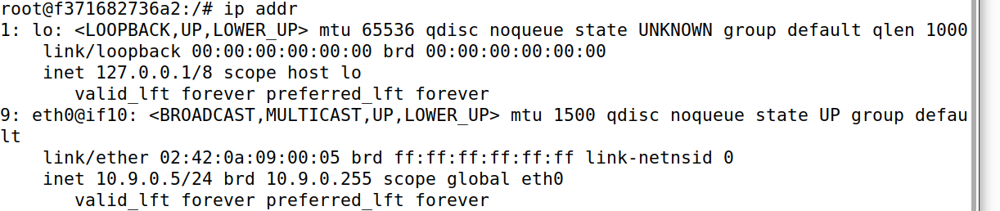 root@f371682736a2:/# ip addr
1: lo: <LOOPBACK,UP,LOWER_UP> mtu 65536 qdisc noqueue state UNKNOWN group default qlen 1000
    link/loopback 00:00:00:00:00:00 brd 00:00:00:00:00:00
    inet 127.0.0.1/8 scope host lo
       valid_lft forever preferred_lft forever
9: eth0@if10: <BROADCAST,MULTICAST,UP,LOWER_UP> mtu 1500 qdisc noqueue state UP group defau
lt
    link/ether 02:42:0a:09:00:05 brd ff:ff:ff:ff:ff:ff link-netnsid 0
    inet 10.9.0.5/24 brd 10.9.0.255 scope global eth0
       valid_lft forever preferred_lft forever